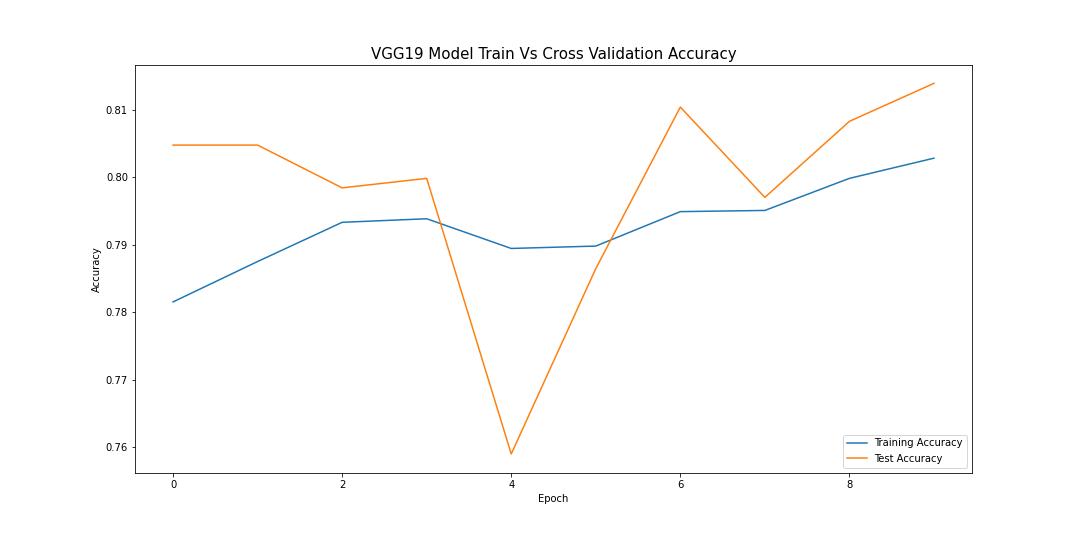 VGG19 Model Train Vs Cross Validation Accuracy
0.81
0.80
0.79
0.78
0.77
0.76
Accuracy
0 2 4 6 8
Epoch
Training Accuracy
Test Accuracy